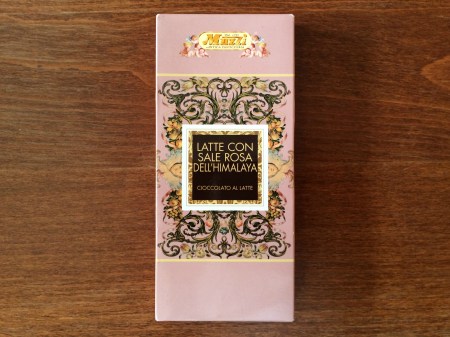 LATTE CON
SALE ROSA
DELL'HIMALAYA
CIOCCOLATO AL LATTE